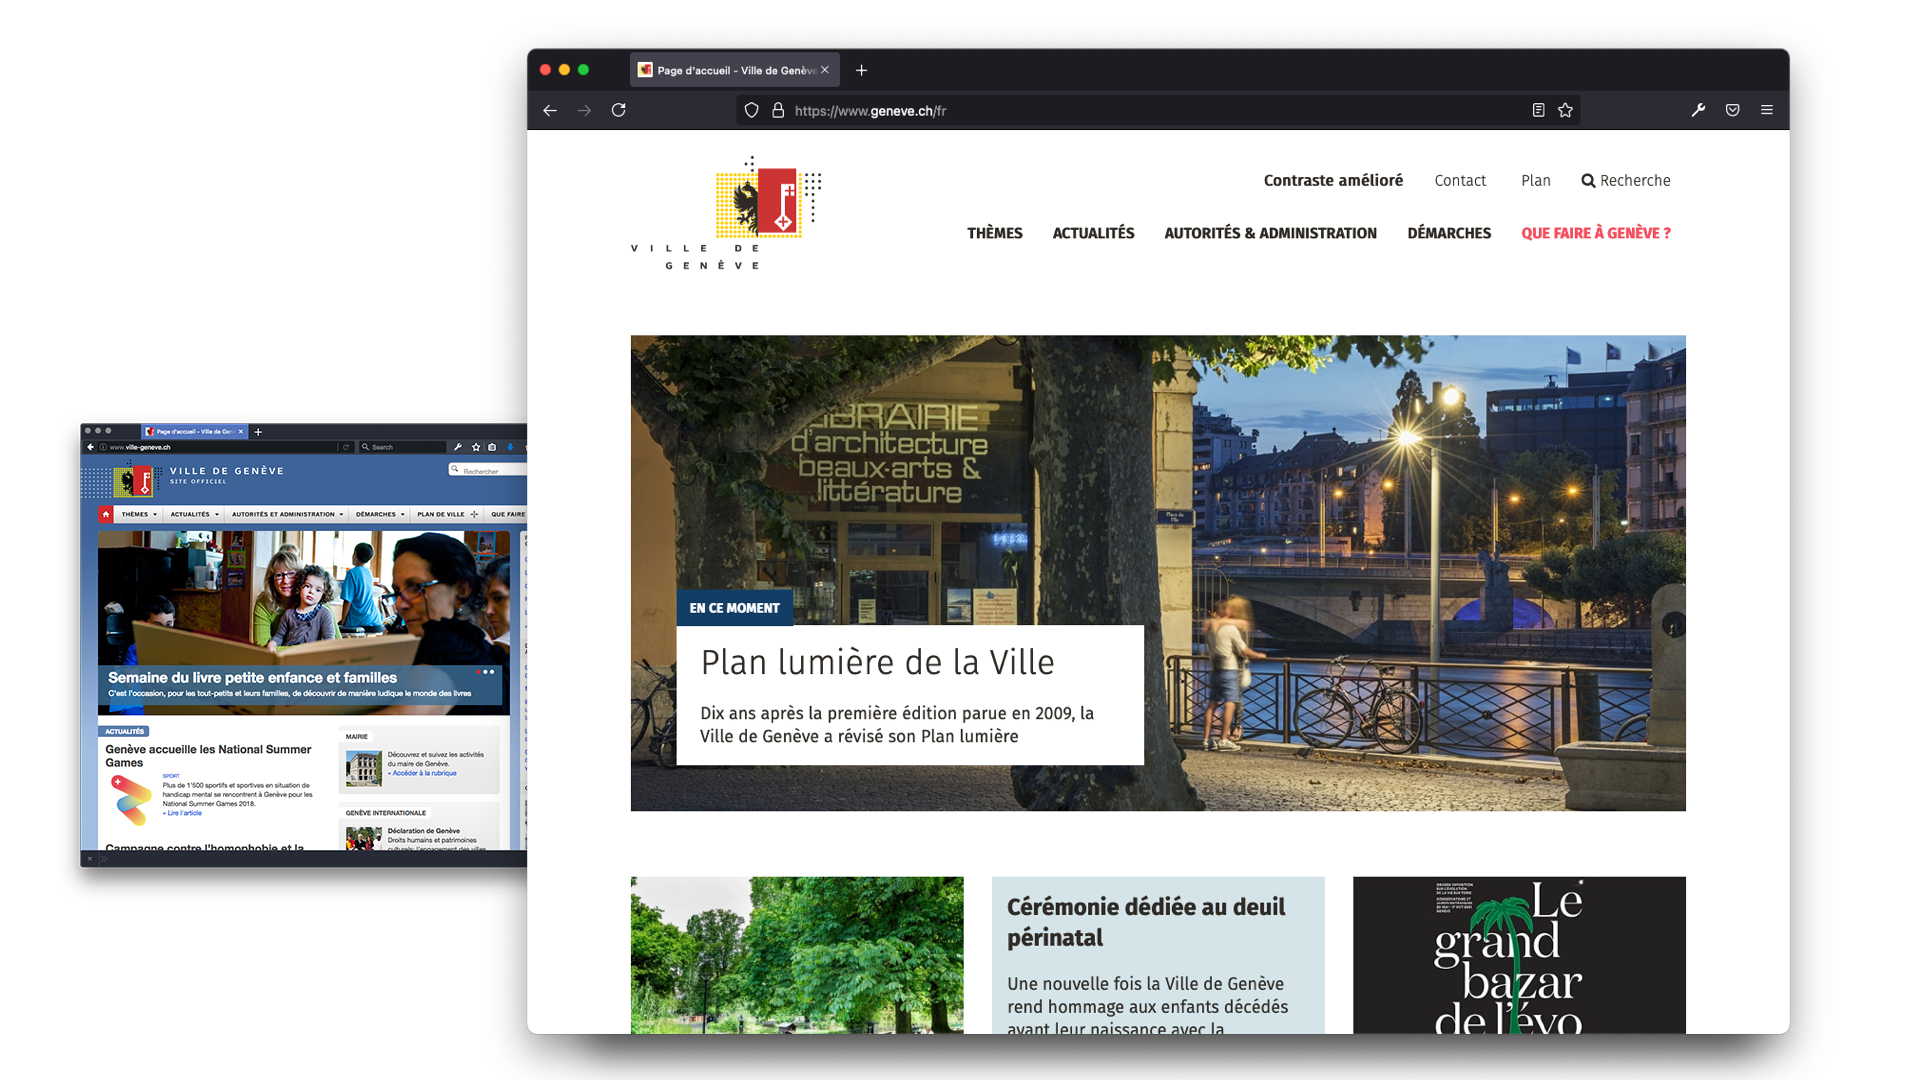 Page d'accueil - Ville de Genève
https://www.geneve.ch/fr
VILLE DE
GENÈVE
Contraste amélioré
Contact
Plan
Recherche
THÈMES
ACTUALITÉS
AUTORITÉS & ADMINISTRATION
DÉMARCHES
QUE FAIRE À GENÈVE ?
LIBRAIRIE
d'architecture
beaux-arts &
littérature
EN CE MOMENT
Plan lumière de la Ville
Dix ans après la première édition parue en 2009, la
Ville de Genève a révisé son Plan lumière
Cérémonie dédiée au deuil
périnatal
Une nouvelle fois la Ville de Genève
rend hommage aux enfants décédés
avant leur naissance avec la
Le
grand
bazar
de l'évo
Page d'accueil - Ville de Gen
www.ville-geneve.ch
Search
VILLE DE GENÈVE
SITE OFFICIEL
Rechercher
THÈMES
ACTUALITÉS
AUTORITÉS ET ADMINISTRATION
DÉMARCHES
PLAN DE VILLE
QUE FAIRE
Semaine du livre petite enfance et familles
C'est l'occasion, pour les tout-petits et leurs familles, de découvrir de manière ludique le monde des livres
ACTUALITÉS
Genève accueille les National Summer
Games
SPORT
Plus de 1'500 sportifs et sportives en situation de
handicap mental se rencontrent à Genève pour les
National Summer Games 2018.
» Lire l'article
Campagne contre l'homophobie et la
MAIRIE
Découvrez et suivez les activités
du maire de Genève.
» Accéder à la rubrique
GENÈVE INTERNATIONALE
Déclaration de Genève
Droits humains et patrimoines
culturels: l'engagement des villes